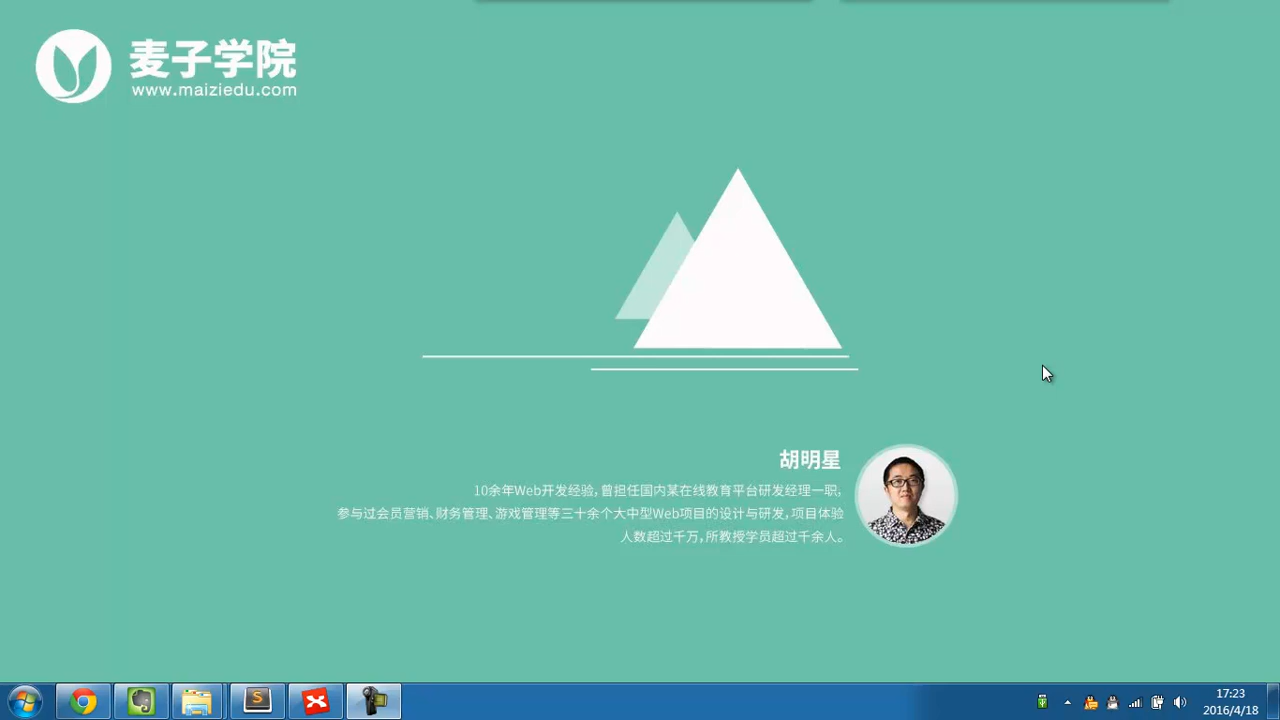 麦子学院
www.maiziedu.com
胡明星
10余年Web开发经验，曾担任国内某在线教育平台研发经理一职，
参与过会员营销、财务管理、游戏管理等三十余个大中型Web项目的设计与研发，项目体验
人数超过千万，所教授学员超过千余人。
17:23
2016/4/18